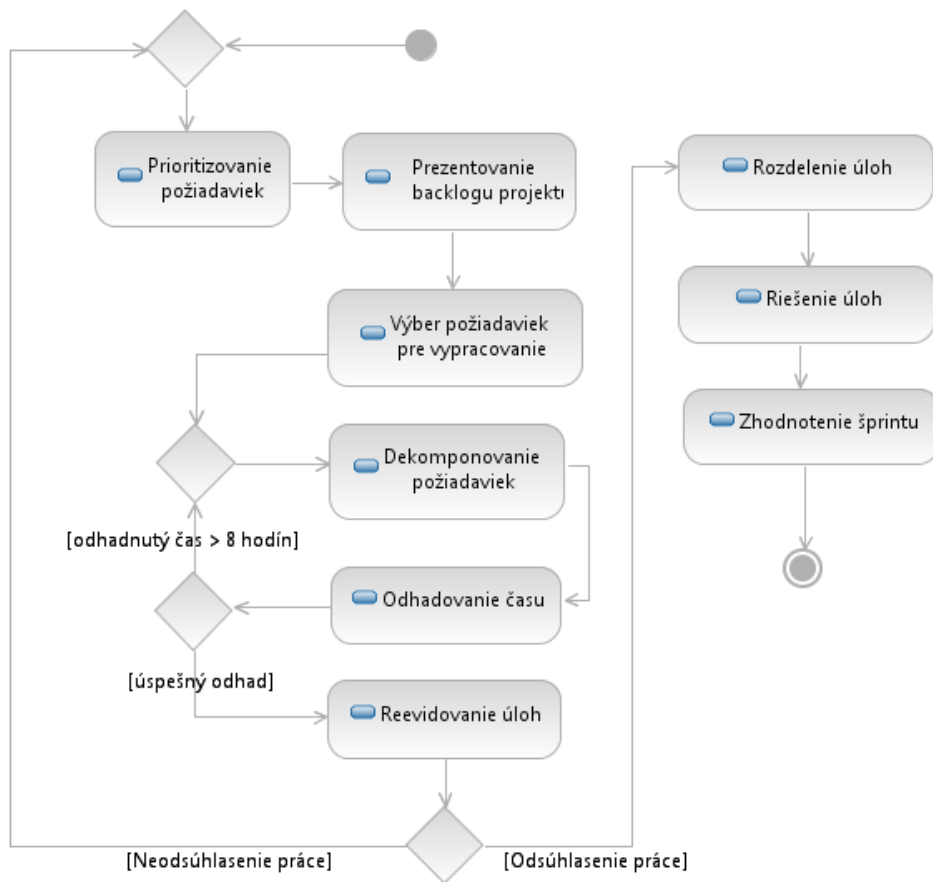 Prioritizovanie
požiadaviek
Prezentovanie
backlogu projektu
Výber požiadaviek
pre vypracovanie
Dekomponovanie
požiadaviek
[odhadnutý čas > 8 hodín]
Odhadovanie času
[úspešný odhad]
Reevidovanie úloh
[Neodsúhlasenie práce]
[Odsúhlasenie práce]
Rozdelenie úloh
Riešenie úloh
Zhodnotenie šprintu